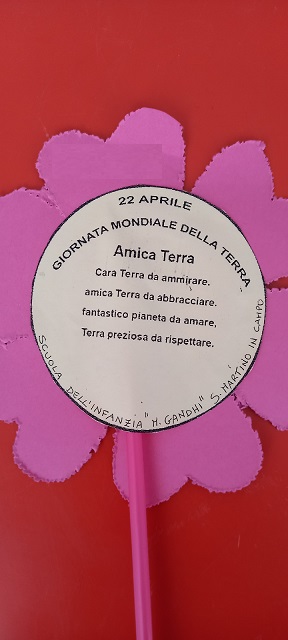 22 APRILE
GIORNATA MONDIALE DELLA TERRA
Amica Terra
Cara Terra da ammirare.
amica Terra da abbracciare.
fantastico pianeta da amare,
Terra preziosa da rispettare.
SCUOLA DELL'INFANZIA "M. GANDHI" S. MARTINO IN CAMPO